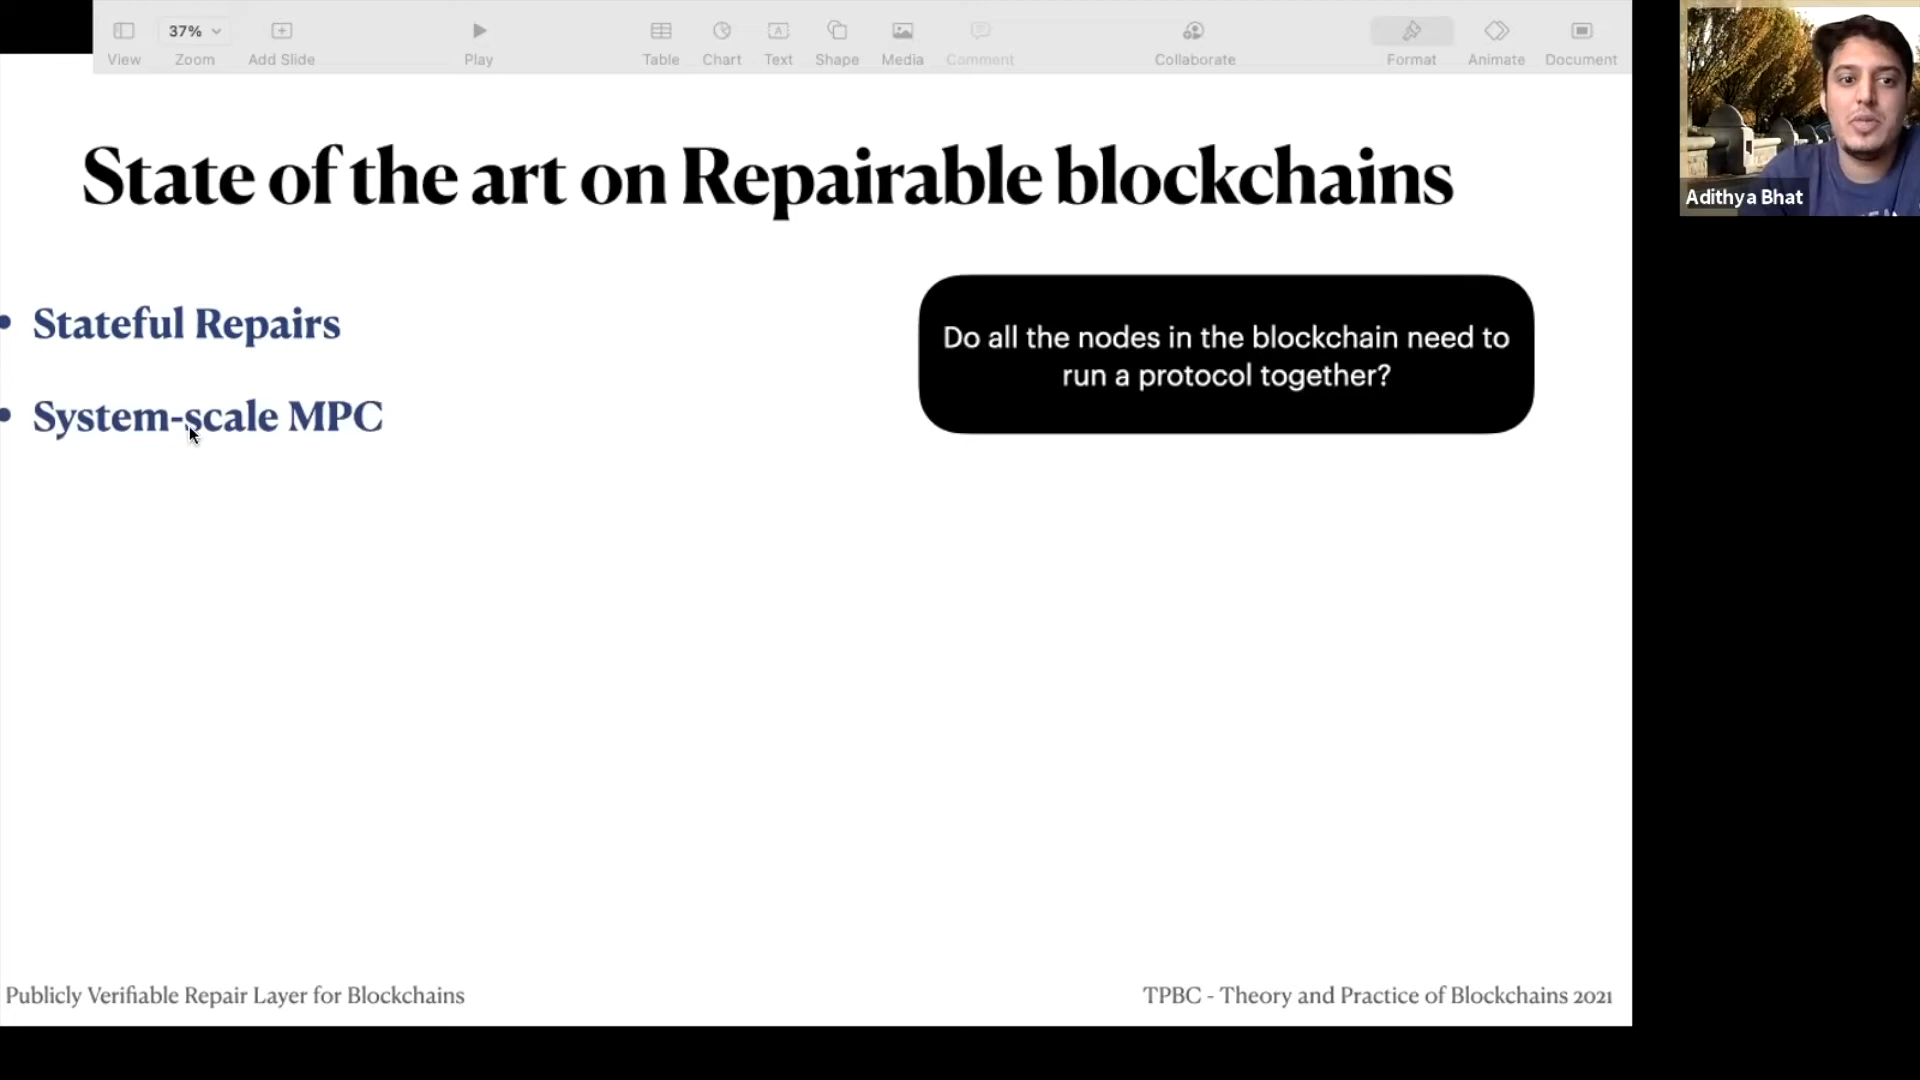 37%
View
Zoom
Add Slide
Play
Table
Chart
Text
Shape
Media
Comment
Collaborate
Format
Animate
Document
Adithya Bhat
State of the art on Repairable blockchains
• Stateful Repairs
• System-scale MPC
Do all the nodes in the blockchain need to
run a protocol together?
Publicly Verifiable Repair Layer for Blockchains
TPBC - Theory and Practice of Blockchains 2021